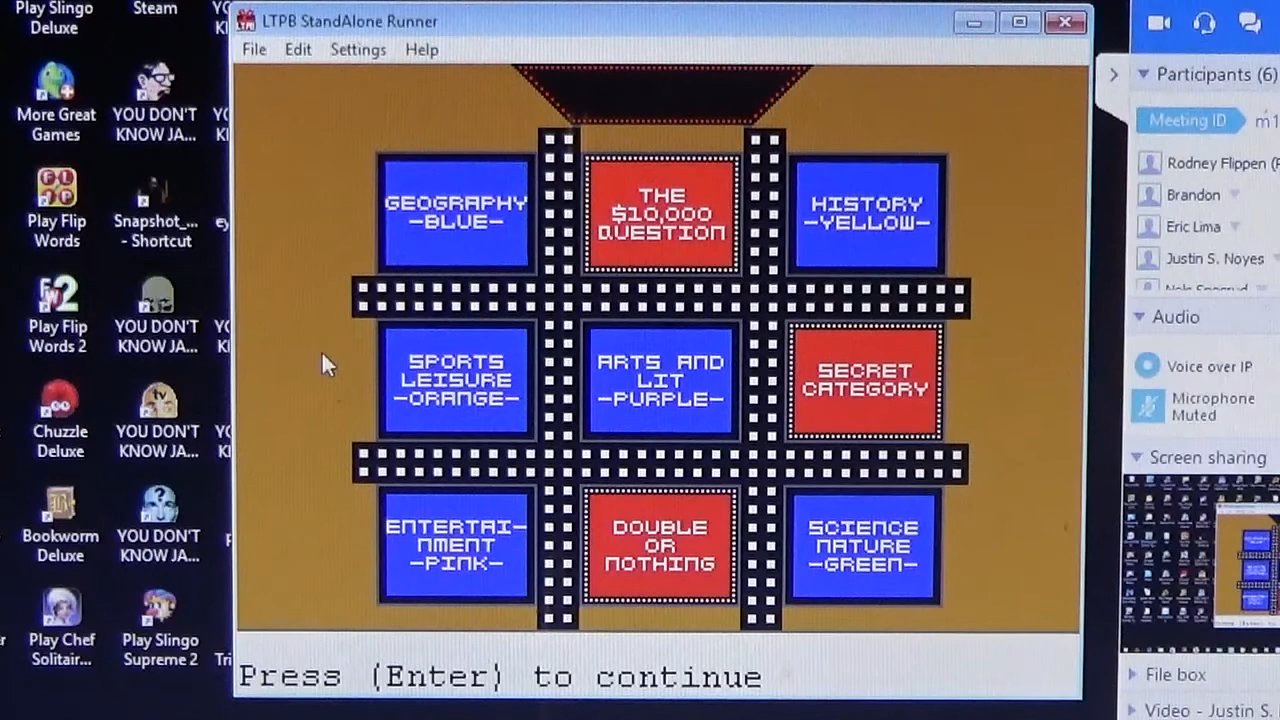 Play Slingo
Deluxe
Steam
More Great
Games
YOU DON'T
KNOW JA...
Play Flip
Words
Snapshot_...
- Shortcut
Play Flip
Words 2
YOU DON'T
KNOW JA...
Chuzzle
Deluxe
YOU DON'T
KNOW JA...
Bookworm
Deluxe
YOU DON'T
KNOW JA...
Play Chef
Solitair...
Play Slingo
Supreme 2
LTPB StandAlone Runner
File Edit Settings Help
GEOGRAPHY
-BLUE-
THE
$10,000
QUESTION
HISTORY
-YELLOW-
SPORTS
LEISURE
-ORANGE-
ARTS AND
LIT
-PURPLE-
SECRET
CATEGORY
ENTERTAI-
NMENT
-PINK-
DOUBLE
OR
NOTHING
SCIENCE
NATURE
-GREEN-
Press (Enter) to continue
Participants (6)
Meeting ID
Rodney Flippen
Brandon
Eric Lima
Justin S. Noyes
Audio
Voice over IP
Microphone
Muted
Screen sharing
File box
Video - Justin S.